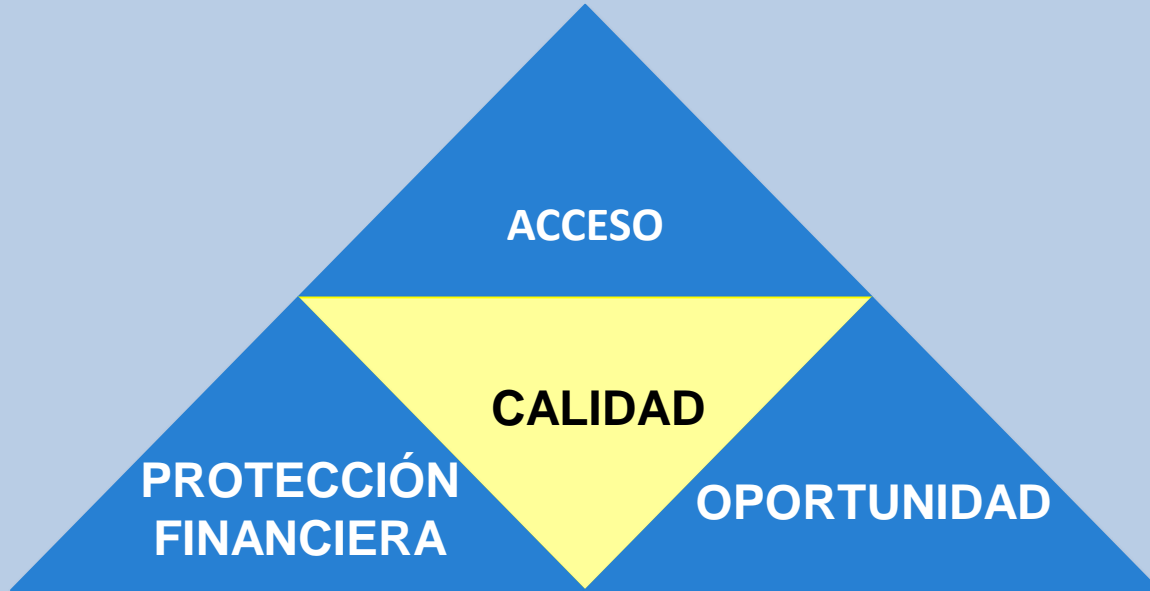 ACCESO
CALIDAD
PROTECCIÓN
FINANCIERA
OPORTUNIDAD